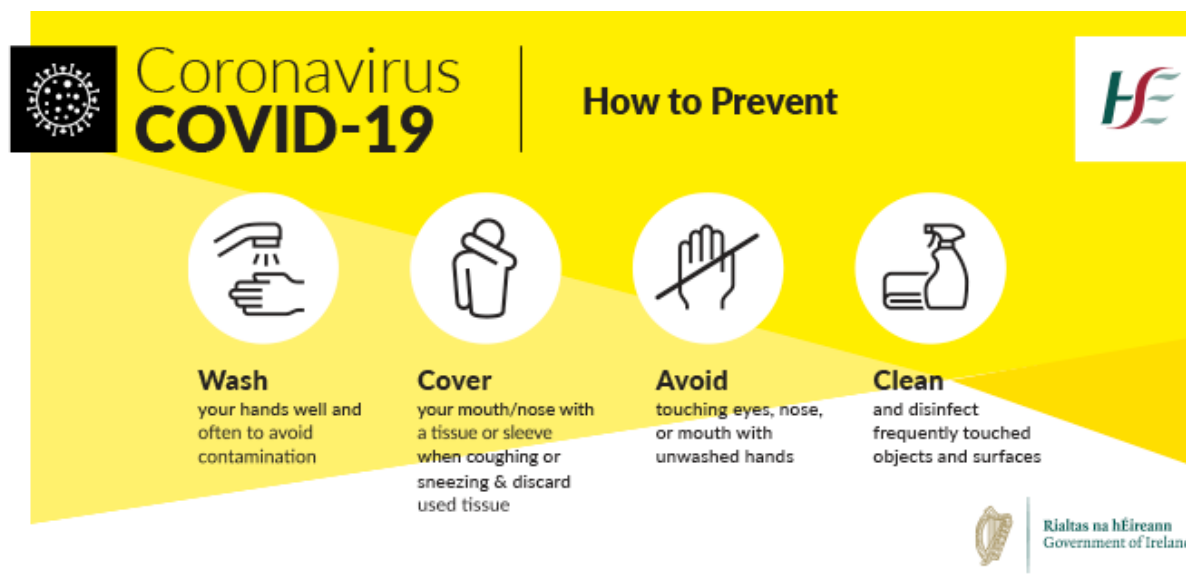 Coronavirus
COVID-19
How to Prevent
HSE
Wash
your hands well and
often to avoid
contamination
Cover
your mouth/nose with
a tissue or sleeve
when coughing or
sneezing & discard
used tissue
Avoid
touching eyes, nose,
or mouth with
unwashed hands
Clean
and disinfect
frequently touched
objects and surfaces
Rialtas na hÉireann
Government of Ireland